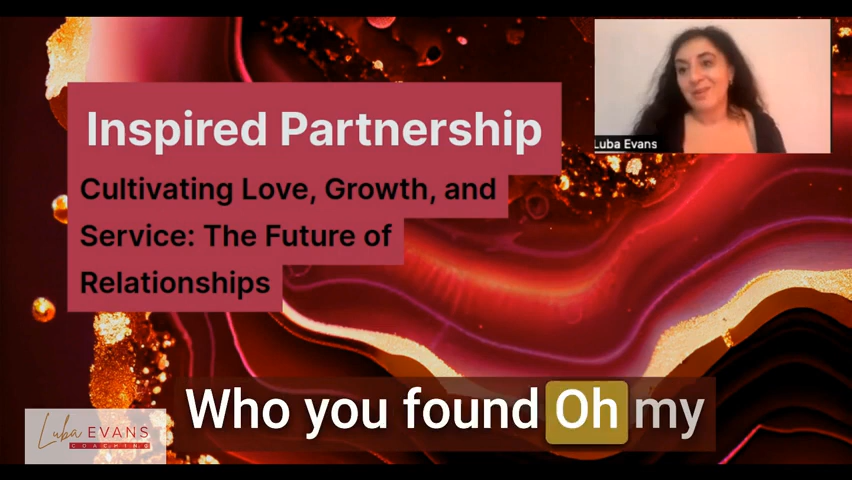 Inspired Partnership
Cultivating Love, Growth, and
Service: The Future of
Relationships
Luba Evans
Who you found Oh my
Luba EVANS
COACHING